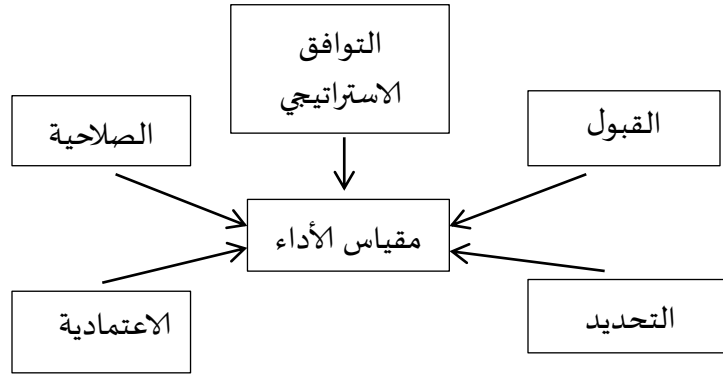 التوافق
الاستراتيجي
القبول
الصلاحية
مقياس الأداء
التحديد
الاعتمادية